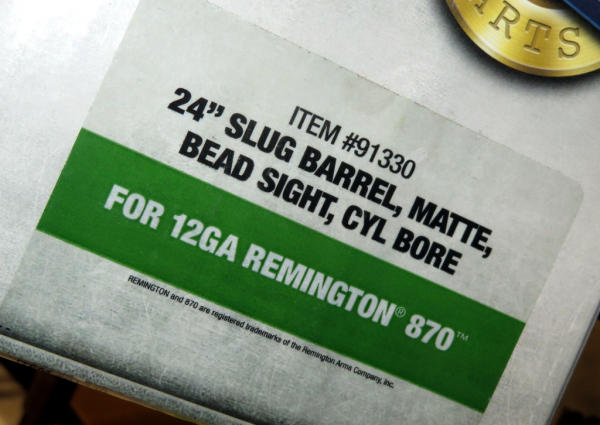 ARTS
ITEM #91330
24” SLUG BARREL, MATTE,
BEAD SIGHT, CYL BORE
FOR 12GA REMINGTON® 870™
REMINGTON and 870 are registered trademarks of the Remington Arms Company, Inc.